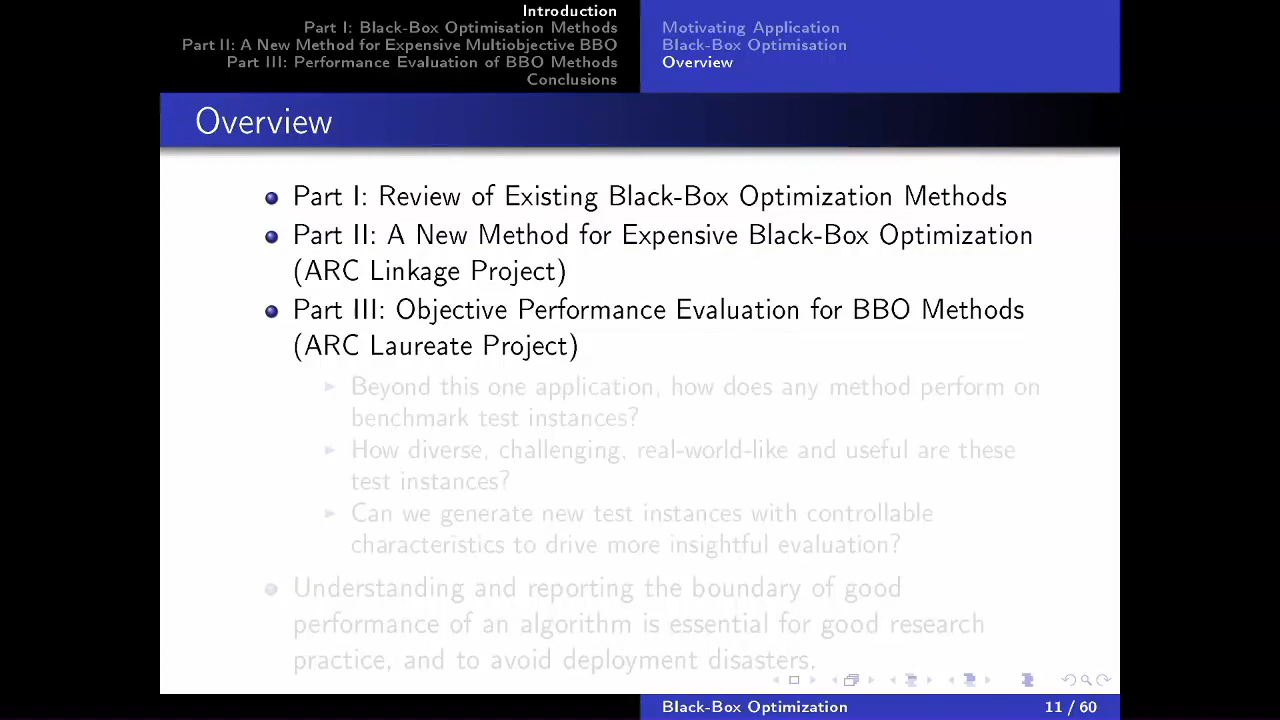 Introduction
Part I: Black-Box Optimisation Methods
Part II: A New Method for Expensive Multiobjective BBO
Part III: Performance Evaluation of BBO Methods
Conclusions
Motivating Application
Black-Box Optimisation
Overview
Overview
Part I: Review of Existing Black-Box Optimization Methods
Part II: A New Method for Expensive Black-Box Optimization
(ARC Linkage Project)
Part III: Objective Performance Evaluation for BBO Methods
(ARC Laureate Project)
Beyond this one application, how does any method perform on
benchmark test instances?
How diverse, challenging, real-world-like and useful are these
test instances?
Can we generate new test instances with controllable
characteristics to drive more insightful evaluation?
Understanding and reporting the boundary of good
performance of an algorithm is essential for good research
practice, and to avoid deployment disasters.
Black-Box Optimization
11 / 60